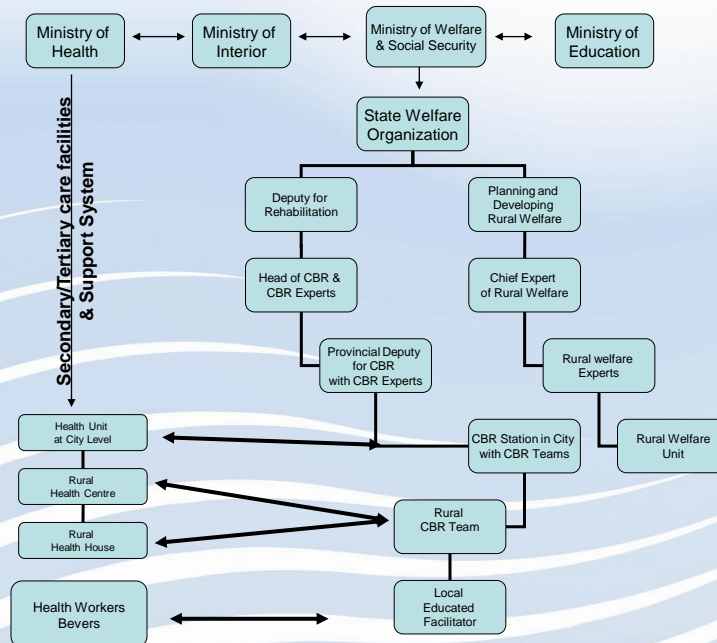 Ministry of
Health
Ministry of
Interior
Ministry of Welfare
& Social Security
Ministry of
Education
Secondary/Tertiary care facilities
& Support System
State Welfare
Organization
Deputy for
Rehabilitation
Planning and
Developing
Rural Welfare
Head of CBR &
CBR Experts
Chief Expert
of Rural Welfare
Provincial Deputy
for CBR
with CBR Experts
Rural welfare
Experts
Health Unit
at City Level
CBR Station in City
with CBR Teams
Rural Welfare
Unit
Rural
Health Centre
Rural
CBR Team
Rural
Health House
Health Workers
Bevers
Local
Educated
Facilitator